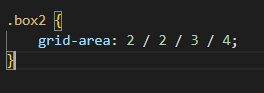 .box2 {
    grid-area: 2 / 2 / 3 / 4;
}